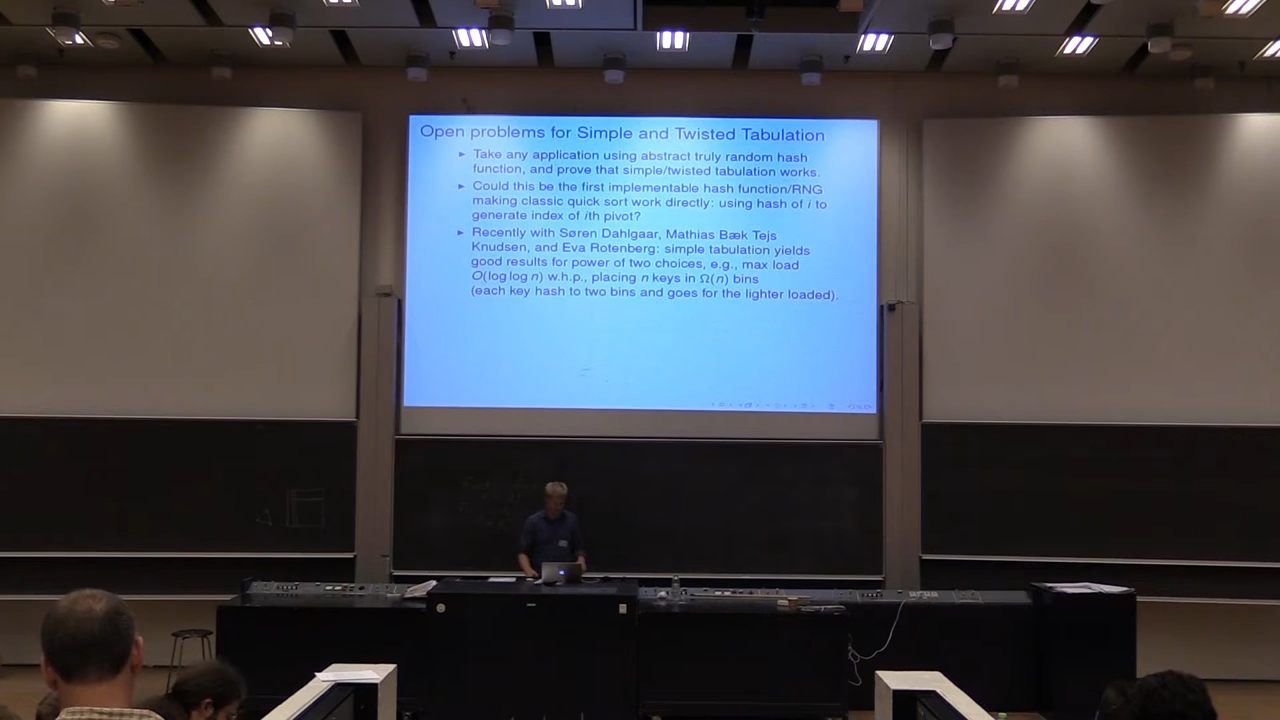 Open problems for Simple and Twisted Tabulation
► Take any application using abstract truly random hash
function, and prove that simple/twisted tabulation works.
► Could this be the first implementable hash function/RNG
making classic quick sort work directly: using hash of i to
generate index of ith pivot?
► Recently with Søren Dahlgaar, Mathias Bæk Tejs
Knudsen, and Eva Rotenberg: simple tabulation yields
good results for power of two choices, e.g., max load
O(log log n) w.h.p., placing n keys in Ω(n) bins
(each key hash to two bins and goes for the lighter loaded).